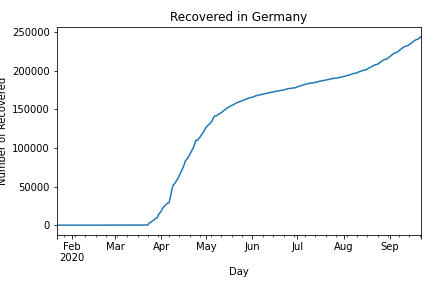 Recovered in Germany
Number of Recovered
250000
200000
150000
100000
50000
0
Feb Mar Apr May Jun Jul Aug Sep
2020
Day